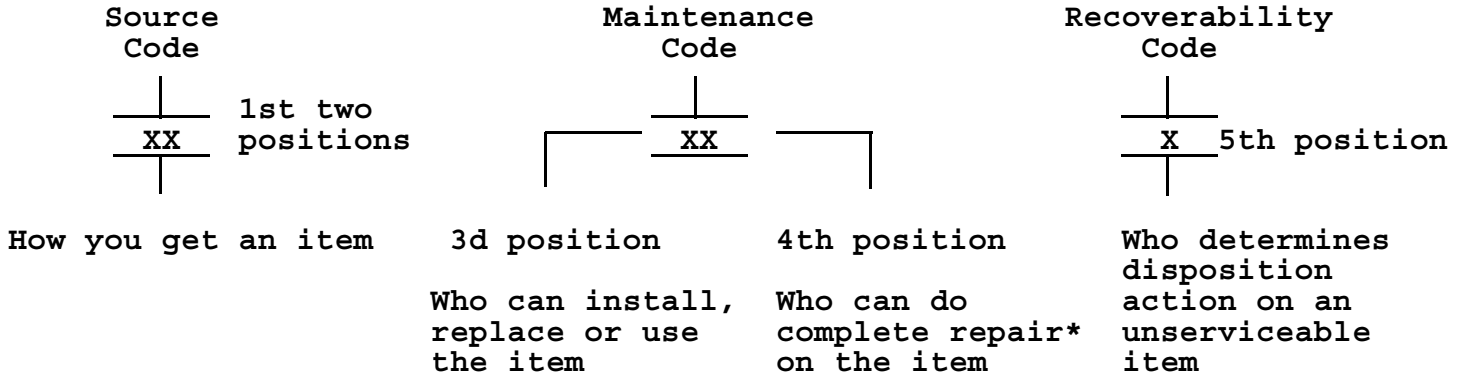 Source
Code
Maintenance
Code
Recoverability
Code
1st two
positions
XX
XX
X
5th position
How you get an item
3d position
4th position
Who determines
disposition
action on an
unserviceable
item
Who can install,
replace or use
the item
Who can do
complete repair*
on the item